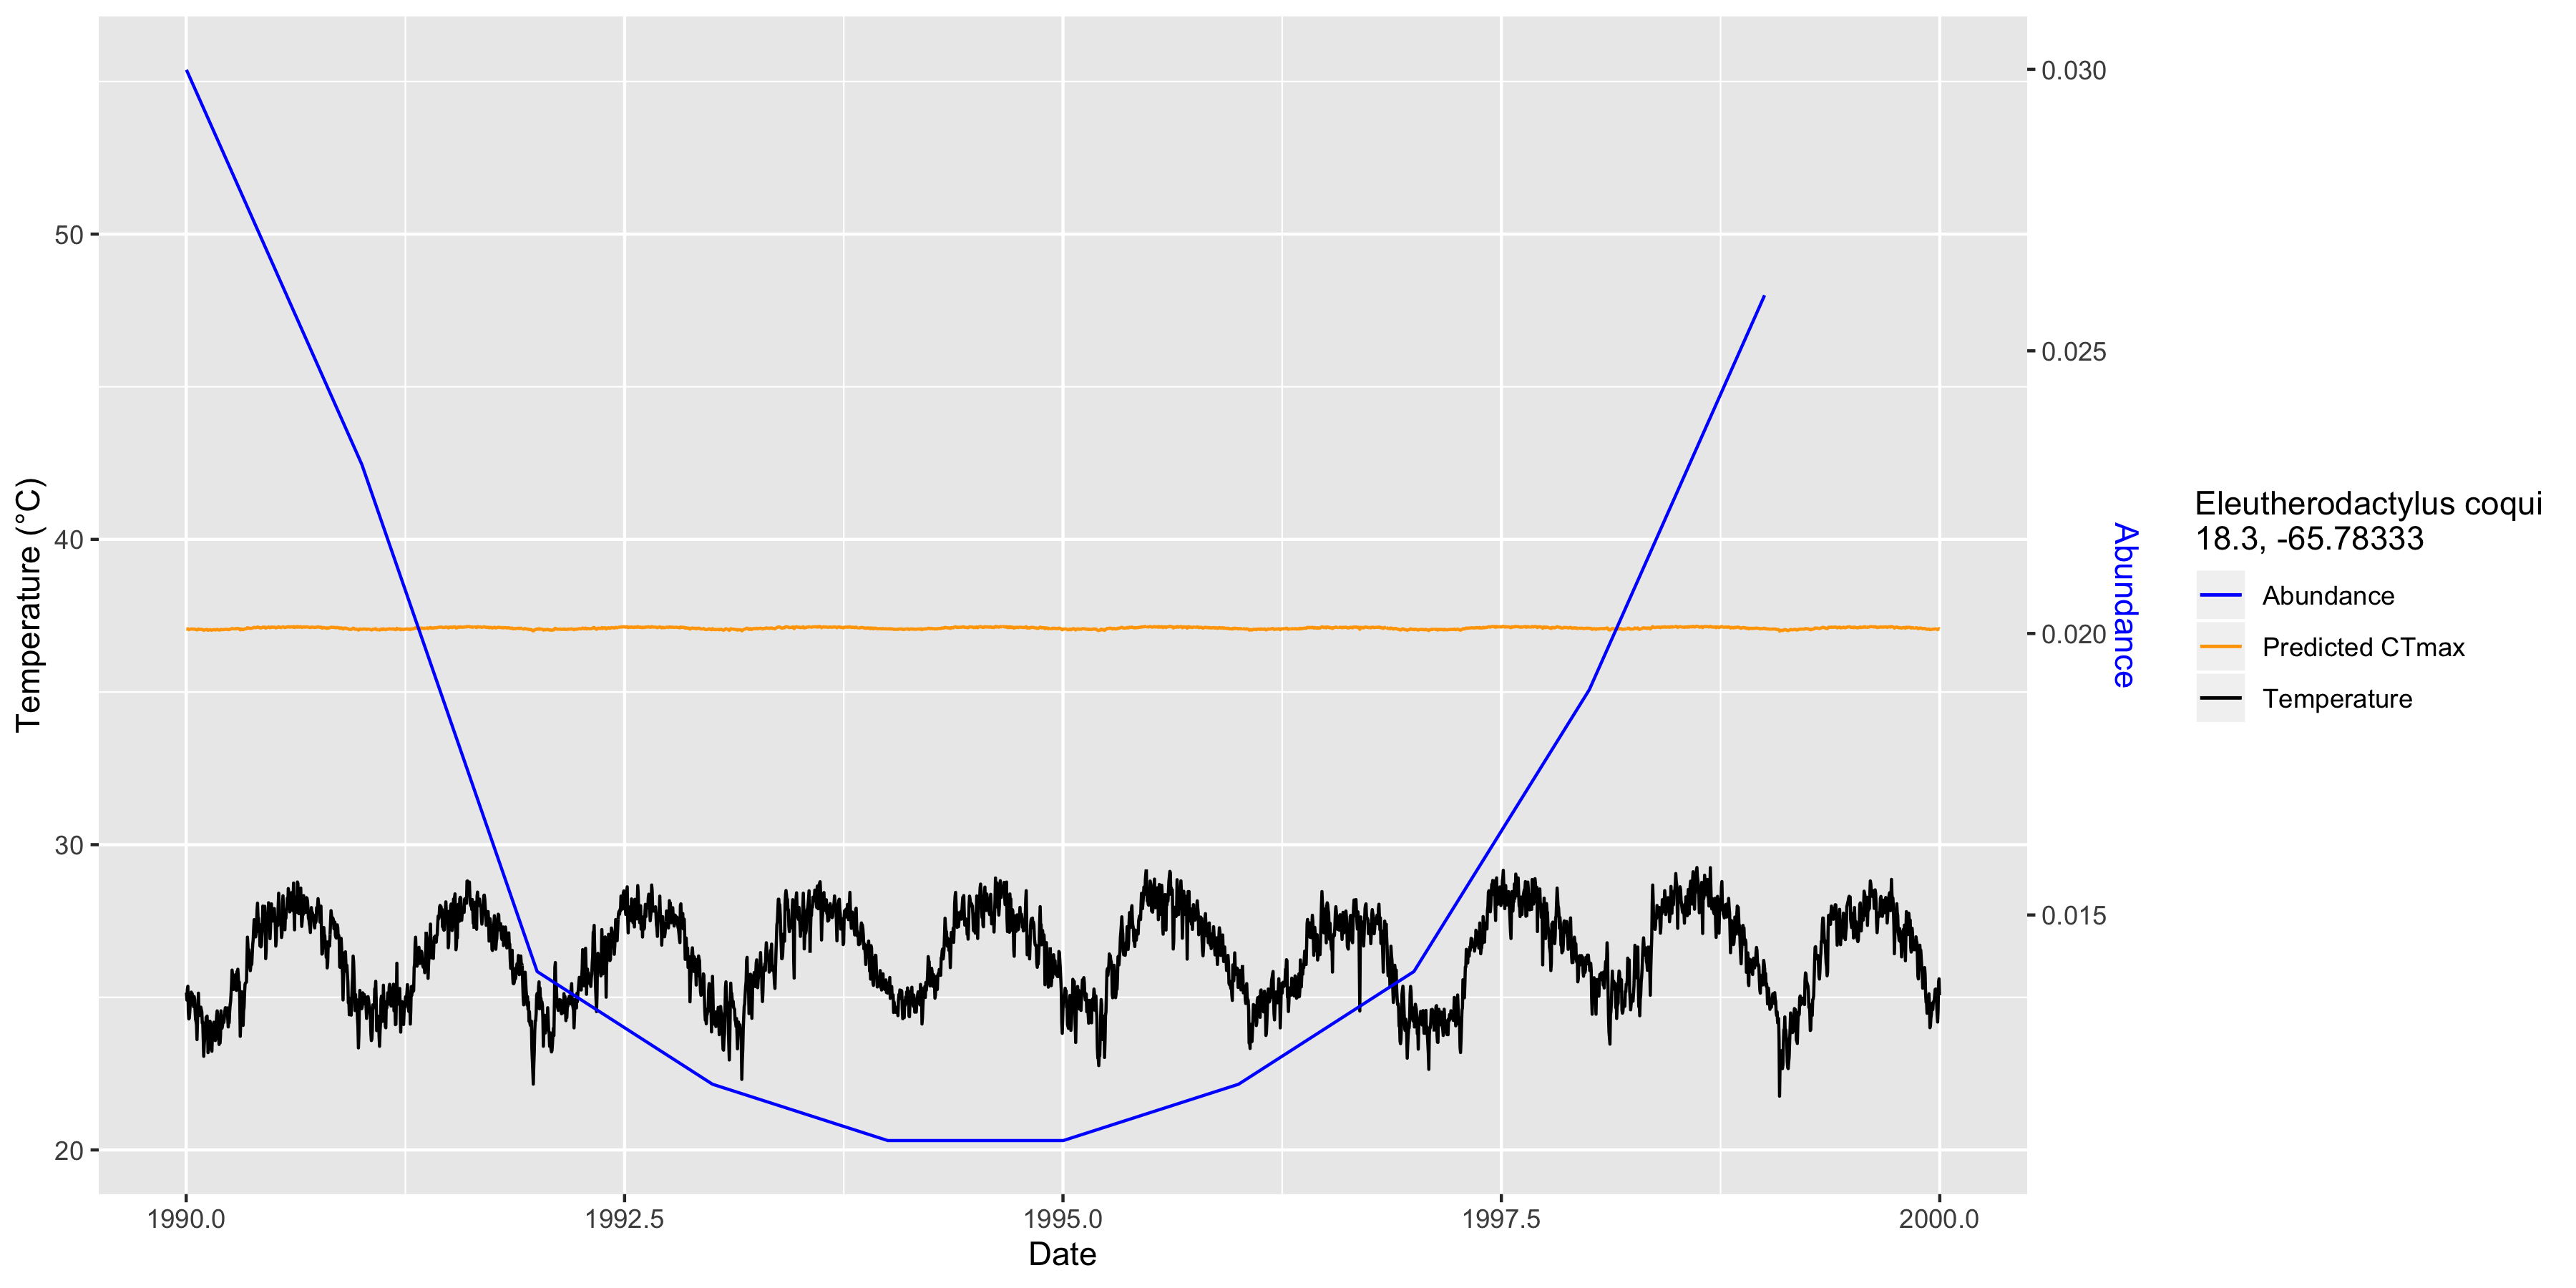 Temperature (°C)
50
40
30
20
1990.0
1992.5
1995.0
1997.5
2000.0
Date
0.030
0.025
0.020
0.015
Abundance
Eleutherodactylus coqui
18.3, -65.78333
Abundance
Predicted CTmax
Temperature